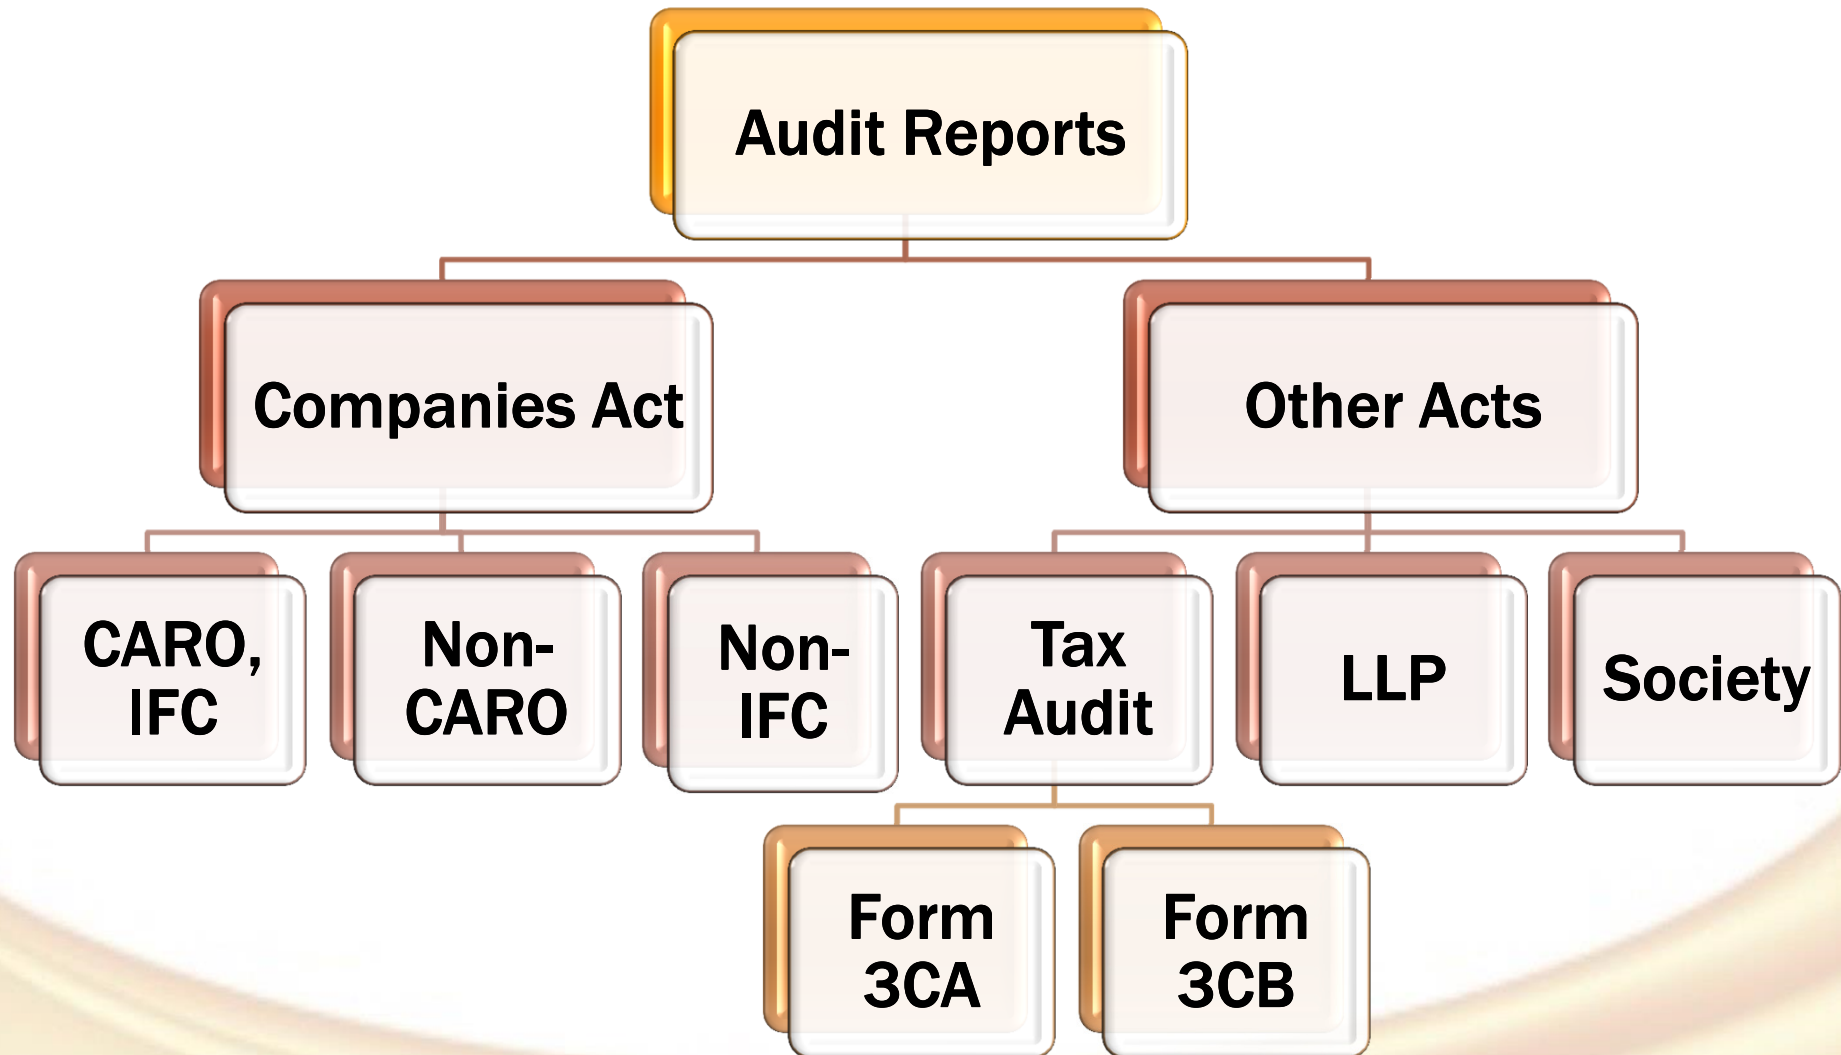 Audit Reports
Companies Act
Other Acts
CARO,
IFC
Non-
CARO
Non-
IFC
Tax
Audit
LLP
Society
Form
3CA
Form
3CB